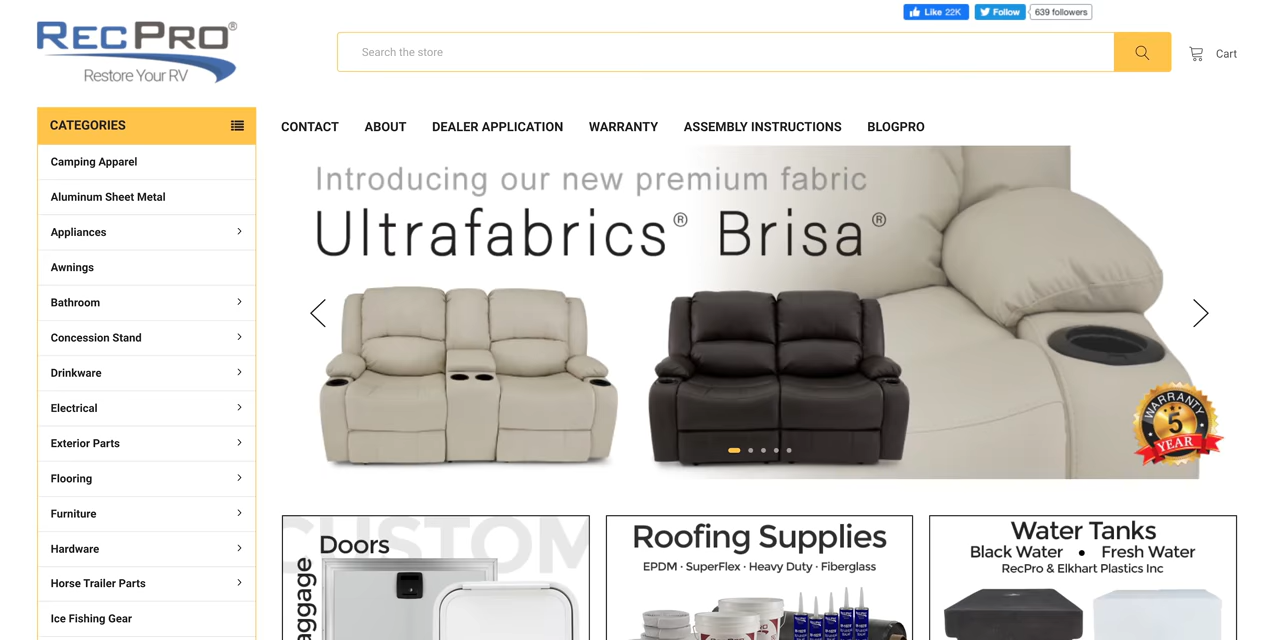 Like 22K
Follow
639 followers
RECPRO®
Restore Your RV
Search the store
Cart
CATEGORIES
CONTACT
ABOUT
DEALER APPLICATION
WARRANTY
ASSEMBLY INSTRUCTIONS
BLOGPRO
Camping Apparel
Aluminum Sheet Metal
Appliances
Awnings
Bathroom
Concession Stand
Drinkware
Electrical
Exterior Parts
Flooring
Furniture
Hardware
Horse Trailer Parts
Ice Fishing Gear
Introducing our new premium fabric
Ultrafabrics® Brisa®
WARRANTY
5
YEAR
CUSTOM
Doors
Roofing Supplies
EPDM · SuperFlex · Heavy Duty · Fiberglass
Water Tanks
Black Water • Fresh Water
RecPro & Elkhart Plastics Inc